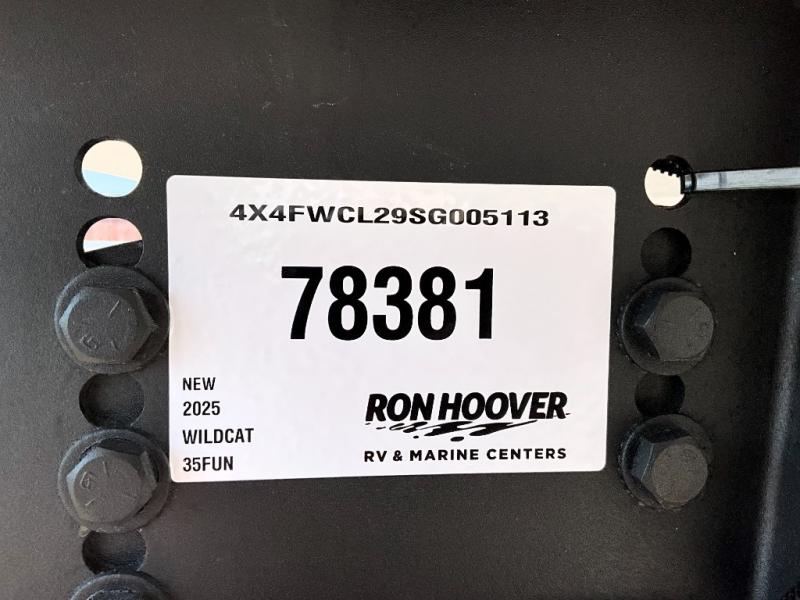 4X4FWCL29SG005113
78381
NEW
2025
WILDCAT
35FUN
RON HOOVER
RV & MARINE CENTERS